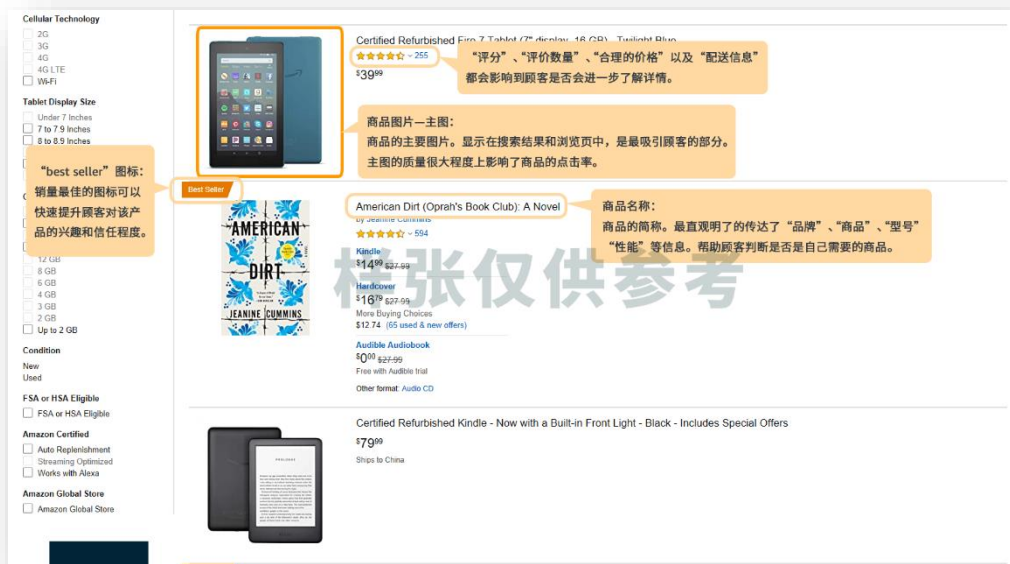 Cellular Technology
2G
3G
4G
4G LTE
Wi-Fi
Tablet Display Size
Under 7 Inches
7 to 7.9 Inches
8 to 8.9 Inches
“best seller”图标：
销量最佳的图标可以
快速提升顾客对该产
品的兴趣和信任程度。
12 GB
8 GB
6 GB
4 GB
3 GB
2 GB
Up to 2 GB
Condition
New
Used
FSA or HSA Eligible
FSA or HSA Eligible
Amazon Certified
Auto Replenishment
Streaming Optimized
Works with Alexa
Amazon Global Store
Amazon Global Store
Certified Refurbished Fire 7 Tablet (7" display, 16 GB) - Twilight Blue
255
$39.99
“评分”、“评价数量”、“合理的价格”以及“配送信息”
都会影响到顾客是否会进一步了解详情。
商品图片—主图：
商品的主要图片。显示在搜索结果和浏览页中，是最吸引顾客的部分。
主图的质量很大程度上影响了商品的点击率。
Best Seller
AMERICAN
DIRT
JEANINE CUMMINS
American Dirt (Oprah's Book Club): A Novel
by Jeanine Cummins
594
商品名称：
商品的简称。最直观明了的传达了“品牌”、“商品”、“型号”
“性能”等信息。帮助顾客判断是否是自己需要的商品。
Kindle
$14.99 $27.99
Hardcover
$16.79 $27.99
More Buying Choices
$12.74 (65 used & new offers)
Audible Audiobook
$0.00 $27.99
Free with Audible trial
Other format: Audio CD
样张仅供参考
Certified Refurbished Kindle - Now with a Built-in Front Light - Black - Includes Special Offers
$79.99
Ships to China
PROLOGUE